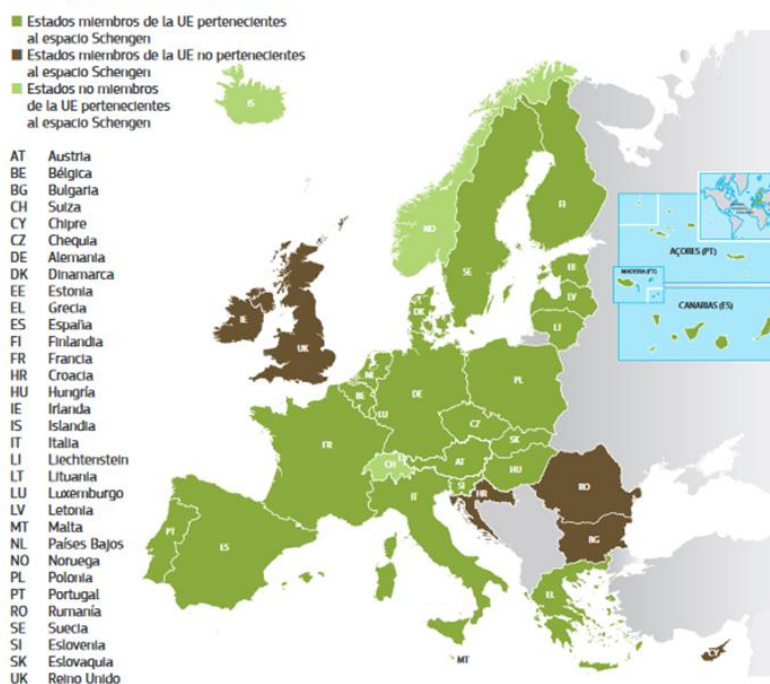 Estados miembros de la UE pertenecientes
al espacio Schengen
Estados miembros de la UE no pertenecientes
al espacio Schengen
Estados no miembros
de la UE pertenecientes
al espacio Schengen
AT Austria
BE Bélgica
BG Bulgaria
CH Suiza
CY Chipre
CZ Chequia
DE Alemania
DK Dinamarca
EE Estonia
EL Grecia
ES España
FI Finlandia
FR Francia
HR Croacia
HU Hungría
IE Irlanda
IS Islandia
IT Italia
LI Liechtenstein
LT Lituania
LU Luxemburgo
LV Letonia
MT Malta
NL Países Bajos
NO Noruega
PL Polonia
PT Portugal
RO Rumanía
SE Suecia
SI Eslovenia
SK Eslovaquia
UK Reino Unido
IS
NO
SE
FI
EE
LV
LT
DK
IE
UK
NL
BE
LU
DE
PL
CZ
SK
FR
CH
AT
HU
SI
HR
RO
IT
BG
PT
ES
EL
MT
CY
AÇORES (PT)
MADEIRA (PT)
CANARIAS (ES)